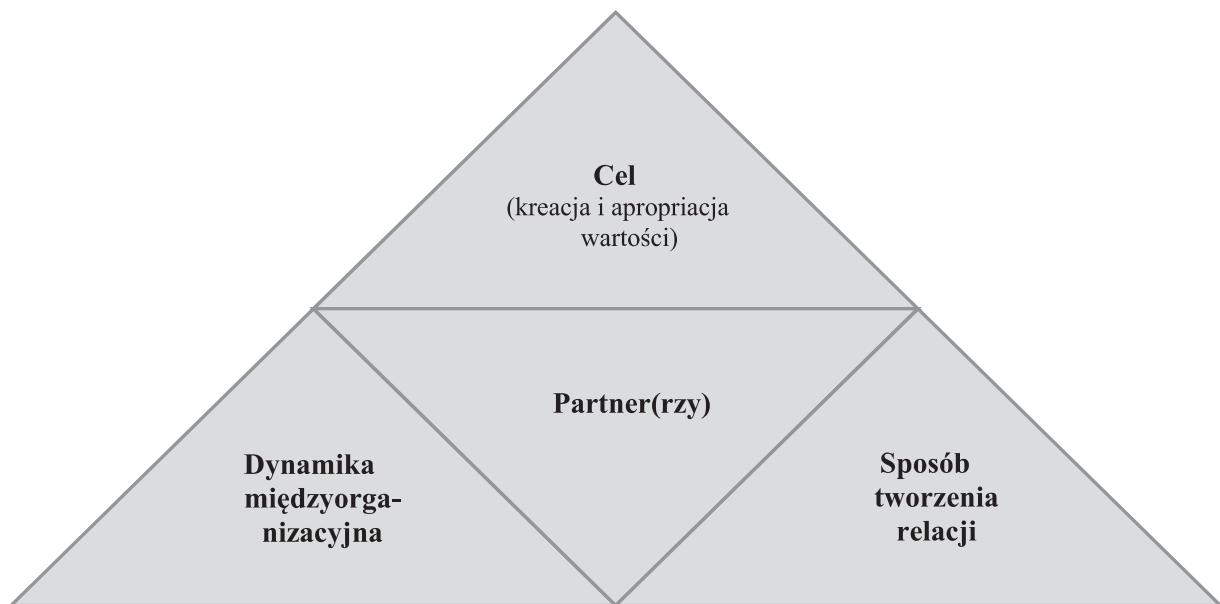 Cel
(kreacja i apropriacja
wartości)
Partner(rzy)
Dynamika
międzyorga-
nizacyjna
Sposób
tworzenia
relacji